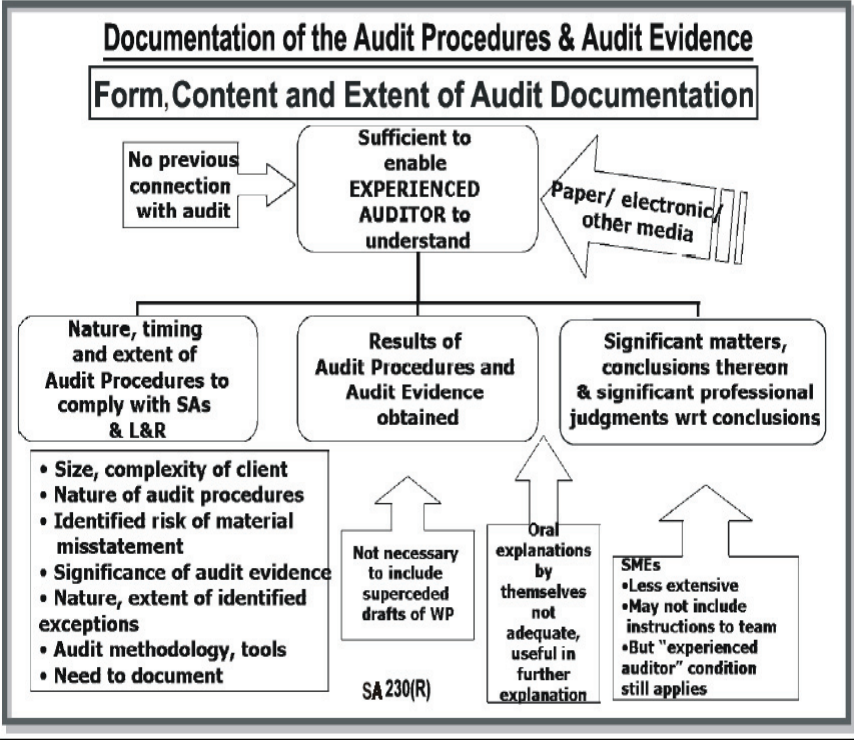 Documentation of the Audit Procedures & Audit Evidence
Form, Content and Extent of Audit Documentation
No previous
connection
with audit
Sufficient to
enable
EXPERIENCED
AUDITOR to
understand
Paper/ electronic/
other media
Nature, timing
and extent of
Audit Procedures to
comply with SAs
& L&R
Results of
Audit Procedures and
Audit Evidence
obtained
Significant matters,
conclusions thereon
& significant professional
judgments wrt conclusions
• Size, complexity of client
• Nature of audit procedures
• Identified risk of material
misstatement
• Significance of audit evidence
• Nature, extent of identified
exceptions
• Audit methodology, tools
• Need to document
Not necessary
to include
superceded
drafts of WP
Oral
explanations
by
themselves
not
adequate,
useful in
further
explanation
SMEs
•Less extensive
•May not include
instructions to team
•But "experienced
auditor" condition
still applies
SA 230(R)